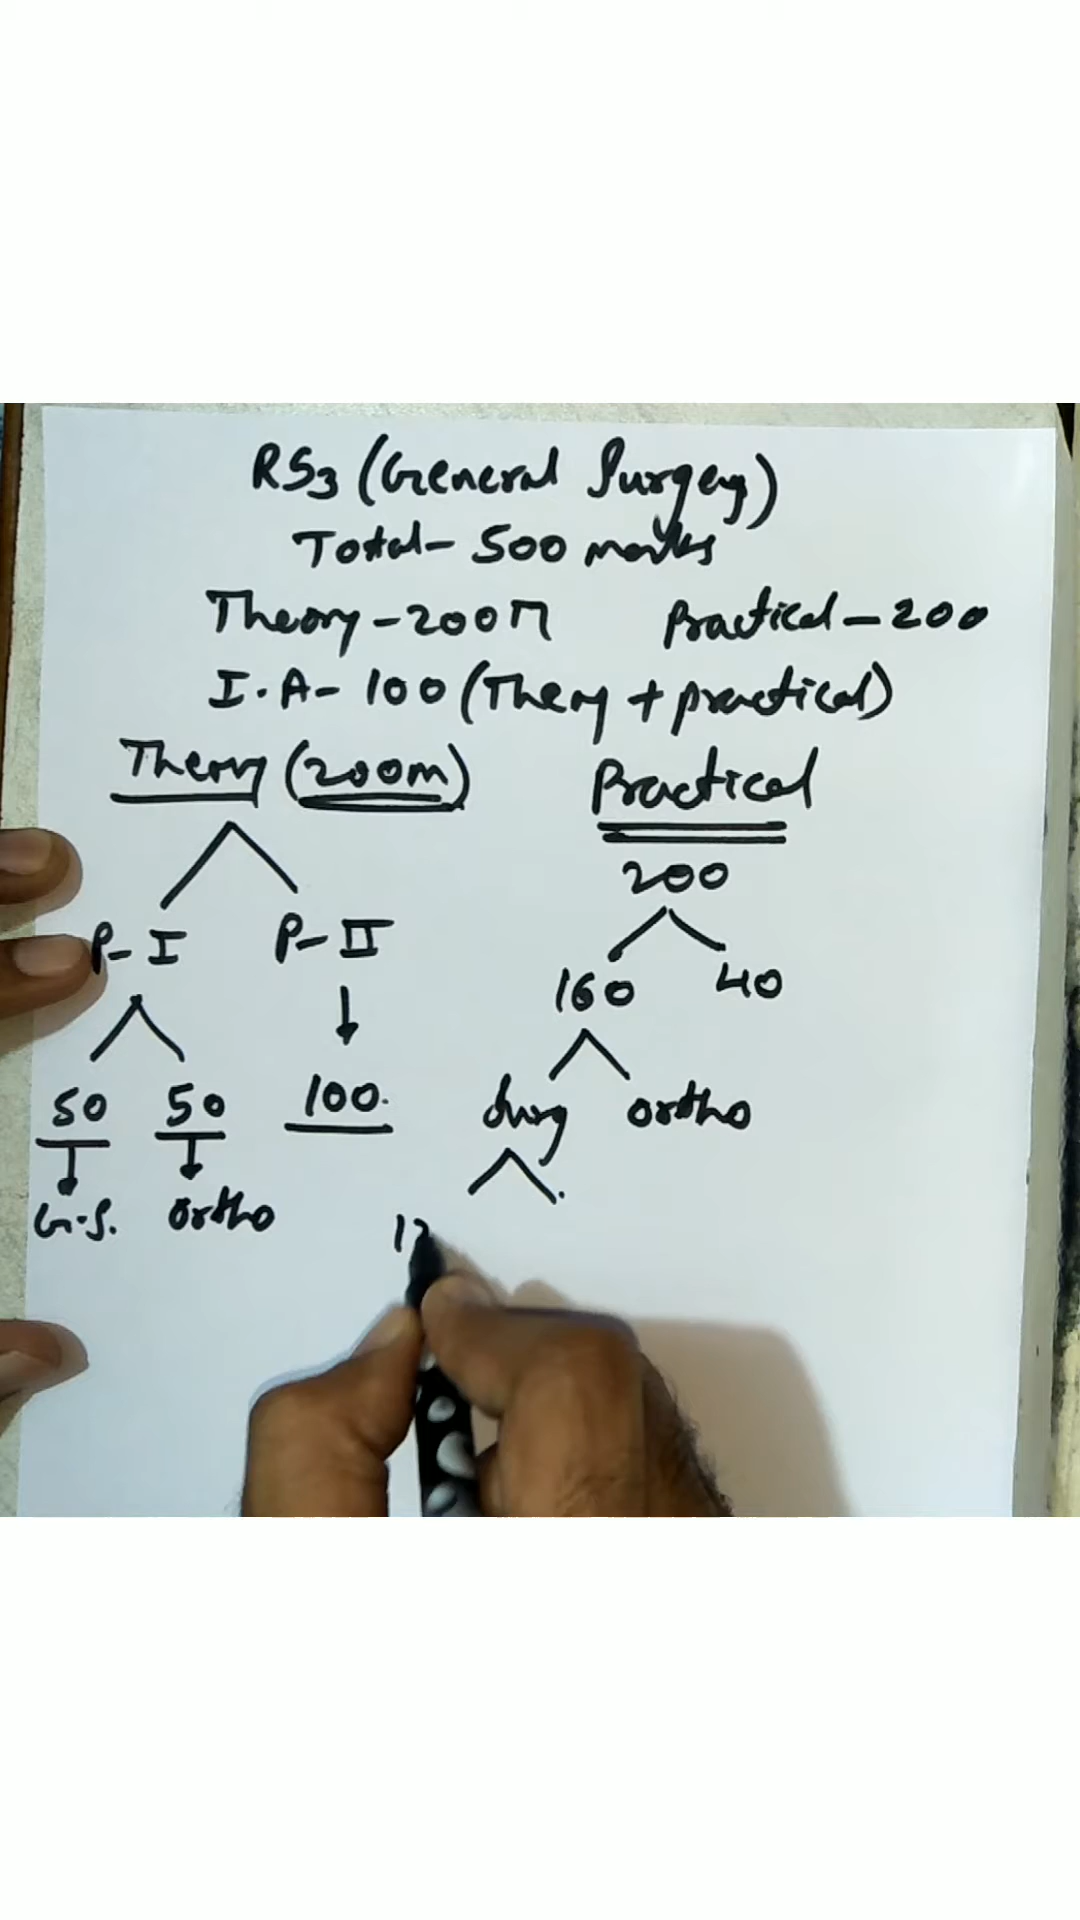 RS3 (General Surgery)
Total- 500 marks
Theory-200M Practical-200
I.A- 100 (Thery + practical)
Theory (200m) Practical
200
P-I P-II
160 40
50 50 100. Surg ortho
G.S. ortho